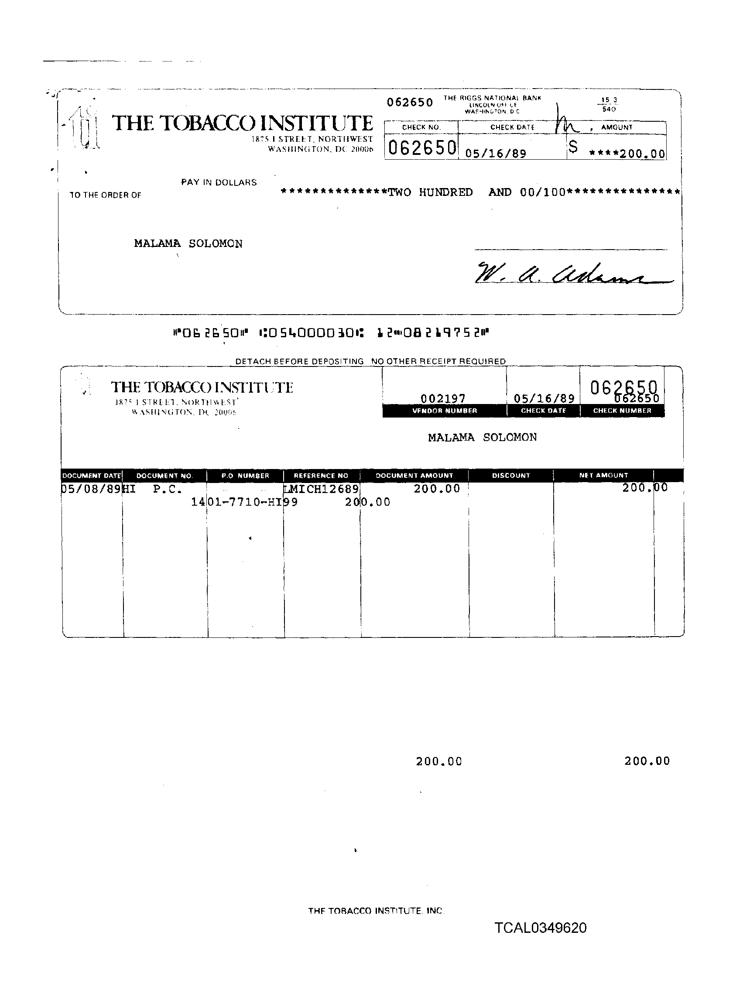 062650 THE RIGGS NATIONAL BANK 15 3
LINCOLN OFFICE 540
WASHINGTON, D.C.
THE TOBACCO INSTITUTE
1875 I STREET, NORTHWEST
WASHINGTON, DC 20006
CHECK NO. CHECK DATE AMOUNT
062650 05/16/89 $ ****200.00
PAY IN DOLLARS
TO THE ORDER OF **************TWO HUNDRED AND 00/100***************
MALAMA SOLOMON
W. A. Adams
⑈062650⑈ ⑆054000030⑆ 12⑉08219752⑈
DETACH BEFORE DEPOSITING NO OTHER RECEIPT REQUIRED
THE TOBACCO INSTITUTE
1875 I STREET, NORTHWEST
WASHINGTON, DC 20006
062650
002197 05/16/89 062650
VENDOR NUMBER CHECK DATE CHECK NUMBER
MALAMA SOLOMON
DOCUMENT DATE DOCUMENT NO. P.O. NUMBER REFERENCE NO DOCUMENT AMOUNT DISCOUNT NET AMOUNT
05/08/89HI P.C. LMICH12689 200.00 200.00
1401-7710-HI99 200.00
200.00 200.00
THE TOBACCO INSTITUTE, INC.
TCAL0349620